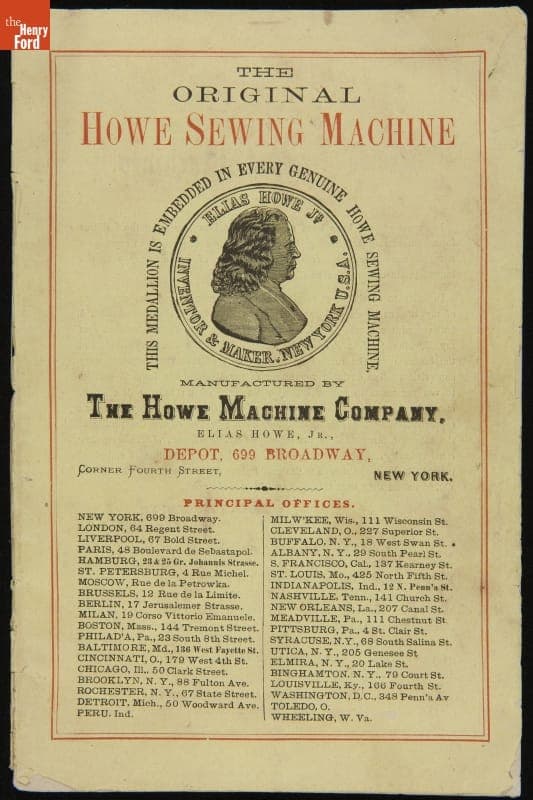 the
Henry
Ford
THE
ORIGINAL
HOWE SEWING MACHINE
THIS MEDALLION IS EMBEDDED IN EVERY GENUINE HOWE SEWING MACHINE.
ELIAS HOWE JR.
INVENTOR & MAKER. NEW YORK U.S.A.
MANUFACTURED BY
THE HOWE MACHINE COMPANY,
ELIAS HOWE, JR.,
DEPOT, 699 BROADWAY,
CORNER FOURTH STREET,
NEW YORK.
PRINCIPAL OFFICES.
NEW YORK, 699 Broadway.
LONDON, 64 Regent Street.
LIVERPOOL, 67 Bold Street.
PARIS, 48 Boulevard de Sebastapol.
HAMBURG, 23 & 25 Gr. Johannis Strasse.
ST. PETERSBURG, 4 Rue Michel.
MOSCOW, Rue de la Petrowka.
BRUSSELS, 12 Rue de la Limite.
BERLIN, 17 Jerusalemer Strasse.
MILAN, 19 Corso Vittorio Emanuele.
BOSTON, Mass., 144 Tremont Street.
PHILAD'A, Pa., 23 South 8th Street.
BALTIMORE, Md., 136 West Fayette St.
CINCINNATI, O., 179 West 4th St.
CHICAGO, Ill., 50 Clark Street.
BROOKLYN, N. Y., 88 Fulton Ave.
ROCHESTER, N. Y., 67 State Street.
DETROIT, Mich., 50 Woodward Ave.
PERU, Ind.
MILW'KEE, Wis., 111 Wisconsin St.
CLEVELAND, O., 227 Superior St.
BUFFALO, N. Y., 18 West Swan St.
ALBANY, N. Y., 29 South Pearl St.
S. FRANCISCO, Cal., 137 Kearney St.
ST. LOUIS, Mo., 425 North Fifth St.
INDIANAPOLIS, Ind., 12 N. Penn'a St.
NASHVILLE, Tenn., 141 Church St.
NEW ORLEANS, La., 207 Canal St.
MEADVILLE, Pa., 111 Chestnut St
PITTSBURG, Pa., 4 St. Clair St.
SYRACUSE, N.Y., 68 South Salina St.
UTICA, N. Y., 205 Genesee St
ELMIRA, N. Y., 20 Lake St.
BINGHAMTON, N. Y., 79 Court St.
LOUISVILLE, Ky., 166 Fourth St.
WASHINGTON, D.C., 348 Penn'a Av
TOLEDO, O.
WHEELING, W. Va.